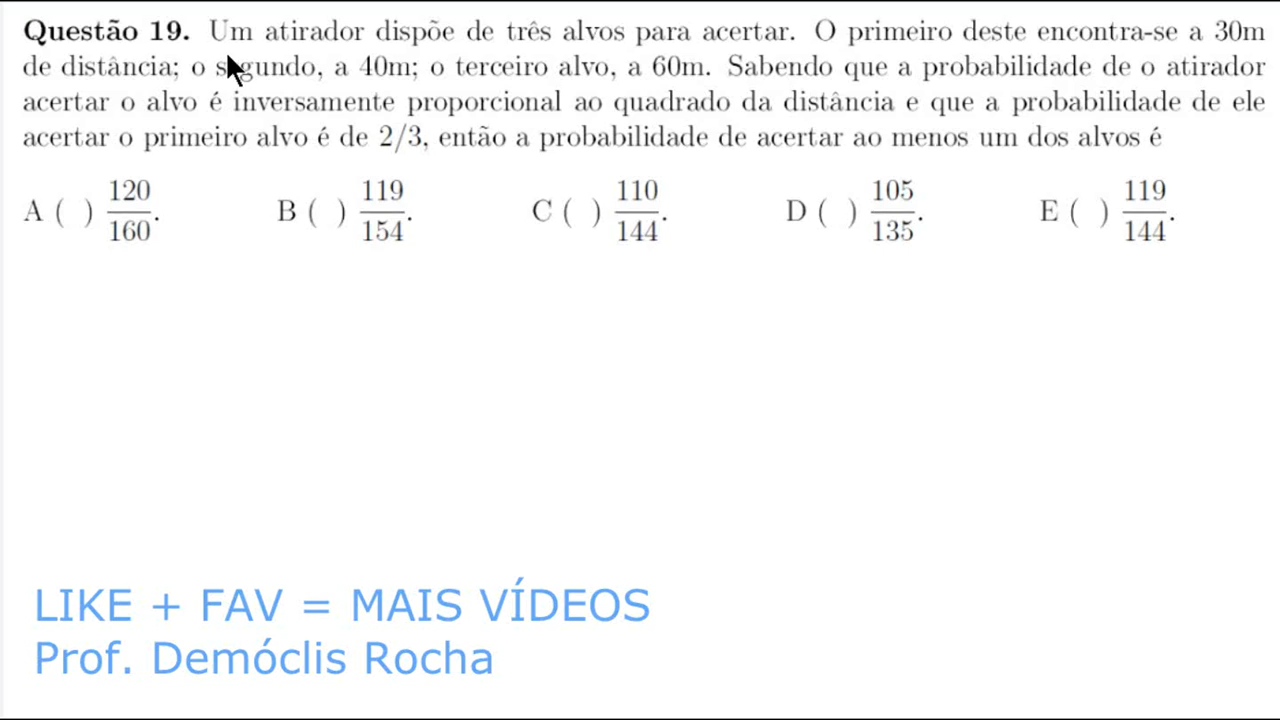 Questão 19. Um atirador dispõe de três alvos para acertar. O primeiro deste encontra-se a 30m
de distância; o segundo, a 40m; o terceiro alvo, a 60m. Sabendo que a probabilidade de o atirador
acertar o alvo é inversamente proporcional ao quadrado da distância e que a probabilidade de ele
acertar o primeiro alvo é de 2/3, então a probabilidade de acertar ao menos um dos alvos é
A ( ) 120/160. B ( ) 119/154. C ( ) 110/144. D ( ) 105/135. E ( ) 119/144.
LIKE + FAV = MAIS VÍDEOS
Prof. Demóclis Rocha